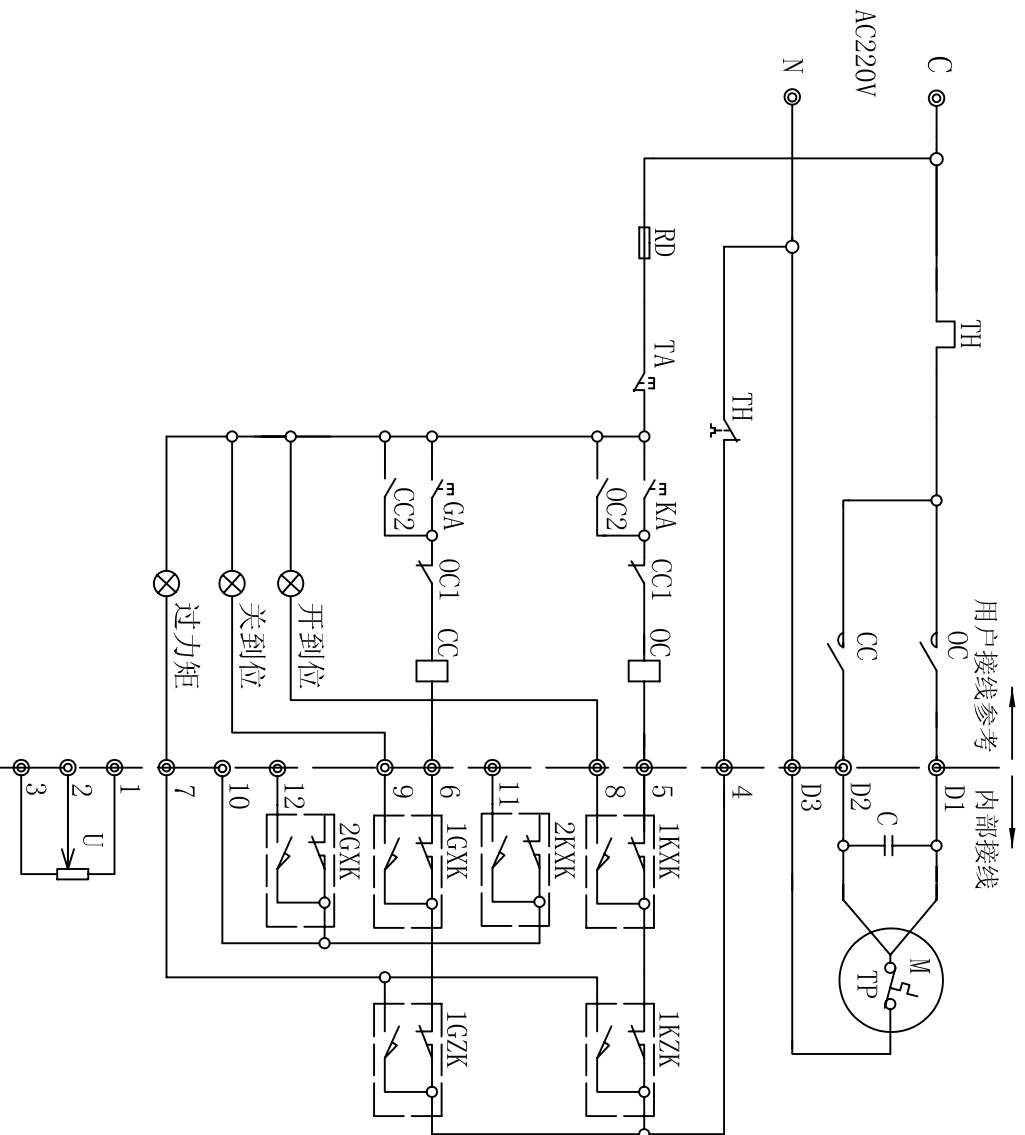 用户接线参考
内部接线
C
AC220V
N
TH
OC
D1
CC
D2
C
D3
M
TP
TH
4
RD
TA
KA
CC1
OC
5
1KXK
1KZK
OC2
8
2KXK
11
GA
OC1
CC
6
1GXK
1GZK
CC2
9
2GXK
12
开到位
10
关到位
7
过力矩
1
U
2
3